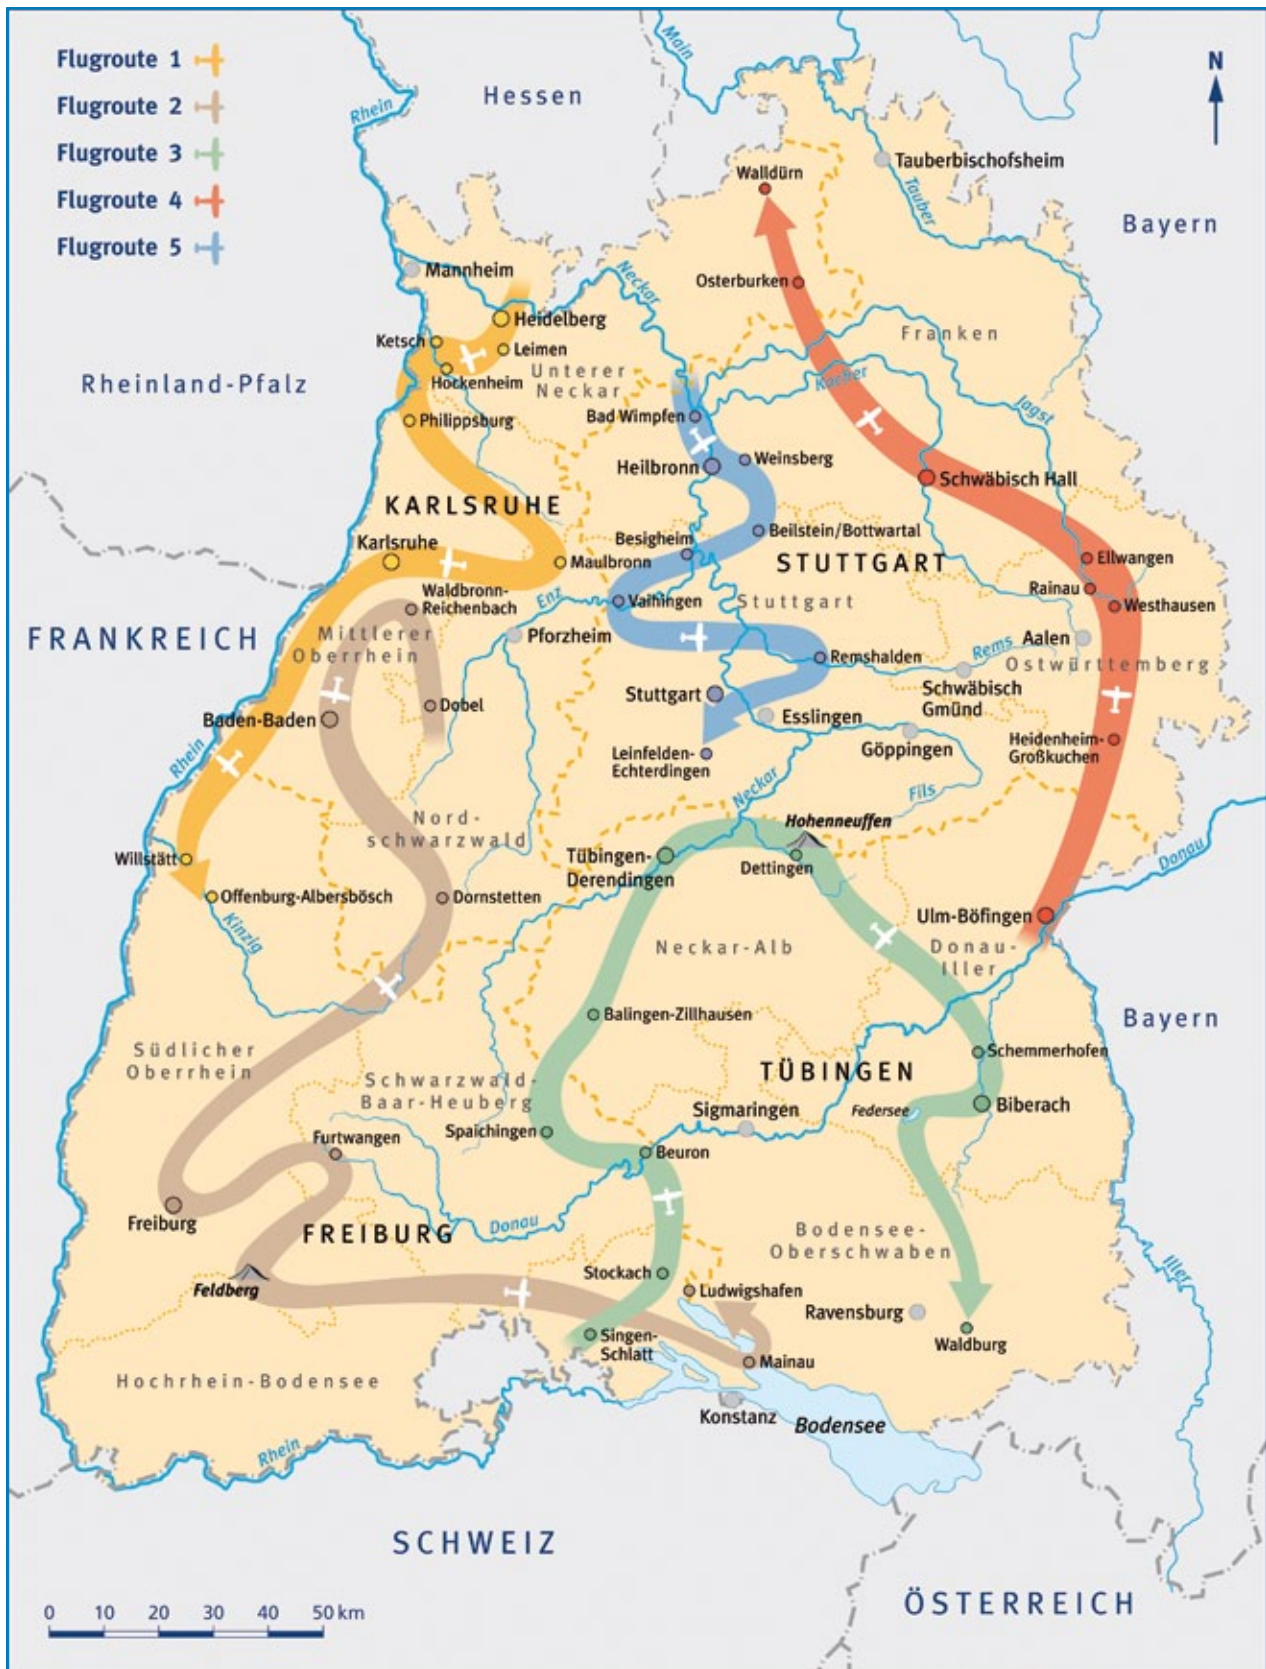 Flugroute 1
Flugroute 2
Flugroute 3
Flugroute 4
Flugroute 5
Main
N
Hessen
Rhein
Tauberbischofsheim
Walldürn
Tauber
Bayern
Mannheim
Neckar
Osterburken
Heidelberg
Franken
Ketsch
Leimen
Rheinland-Pfalz
Hockenheim
Unterer
Neckar
Kocher
Jagst
Philippsburg
Bad Wimpfen
Heilbronn
Weinsberg
Schwäbisch Hall
KARLSRUHE
Karlsruhe
Besigheim
Beilstein/Bottwartal
Maulbronn
STUTTGART
Ellwangen
Waldbronn-
Reichenbach
Enz
Vaihingen
Stuttgart
Rainau
Westhausen
FRANKREICH
Mittlerer
Oberrhein
Pforzheim
Aalen
Rems
Remshalden
Ostwürttemberg
Stuttgart
Schwäbisch
Gmünd
Dobel
Baden-Baden
Esslingen
Göppingen
Heidenheim-
Großkuchen
Rhein
Leinfelden-
Echterdingen
Neckar
Fils
Nord-
schwarzwald
Hohenneuffen
Donau
Willstätt
Tübingen-
Derendingen
Dettingen
Offenburg-Albersbösch
Dornstetten
Kinzig
Ulm-Böfingen
Neckar-Alb
Donau-
Iller
Balingen-Zillhausen
Bayern
Südlicher
Oberrhein
Schemmerhofen
TÜBINGEN
Schwarzwald-
Baar-Heuberg
Sigmaringen
Federsee
Biberach
Furtwangen
Spaichingen
Beuron
Freiburg
FREIBURG
Donau
Bodensee-
Oberschwaben
Iller
Feldberg
Stockach
Ludwigshafen
Ravensburg
Singen-
Schlatt
Waldburg
Mainau
Hochrhein-Bodensee
Konstanz
Bodensee
Rhein
SCHWEIZ
ÖSTERREICH
0 10 20 30 40 50 km